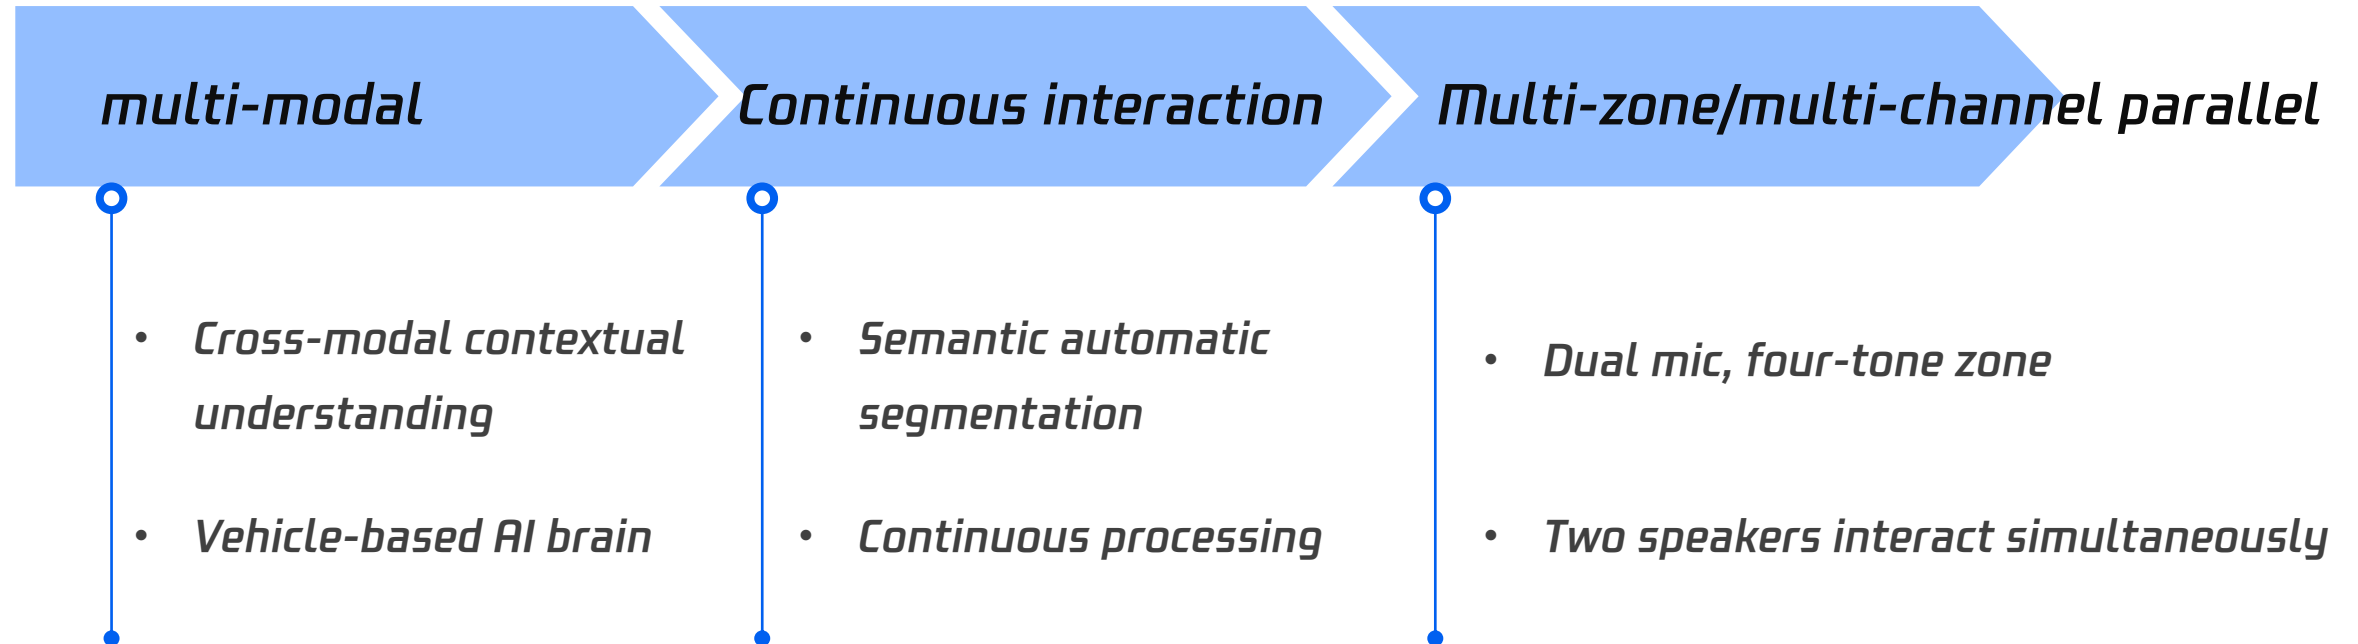 multi-modal
Continuous interaction
Multi-zone/multi-channel parallel
• Cross-modal contextual
understanding
• Vehicle-based AI brain
• Semantic automatic
segmentation
• Continuous processing
• Dual mic, four-tone zone
• Two speakers interact simultaneously